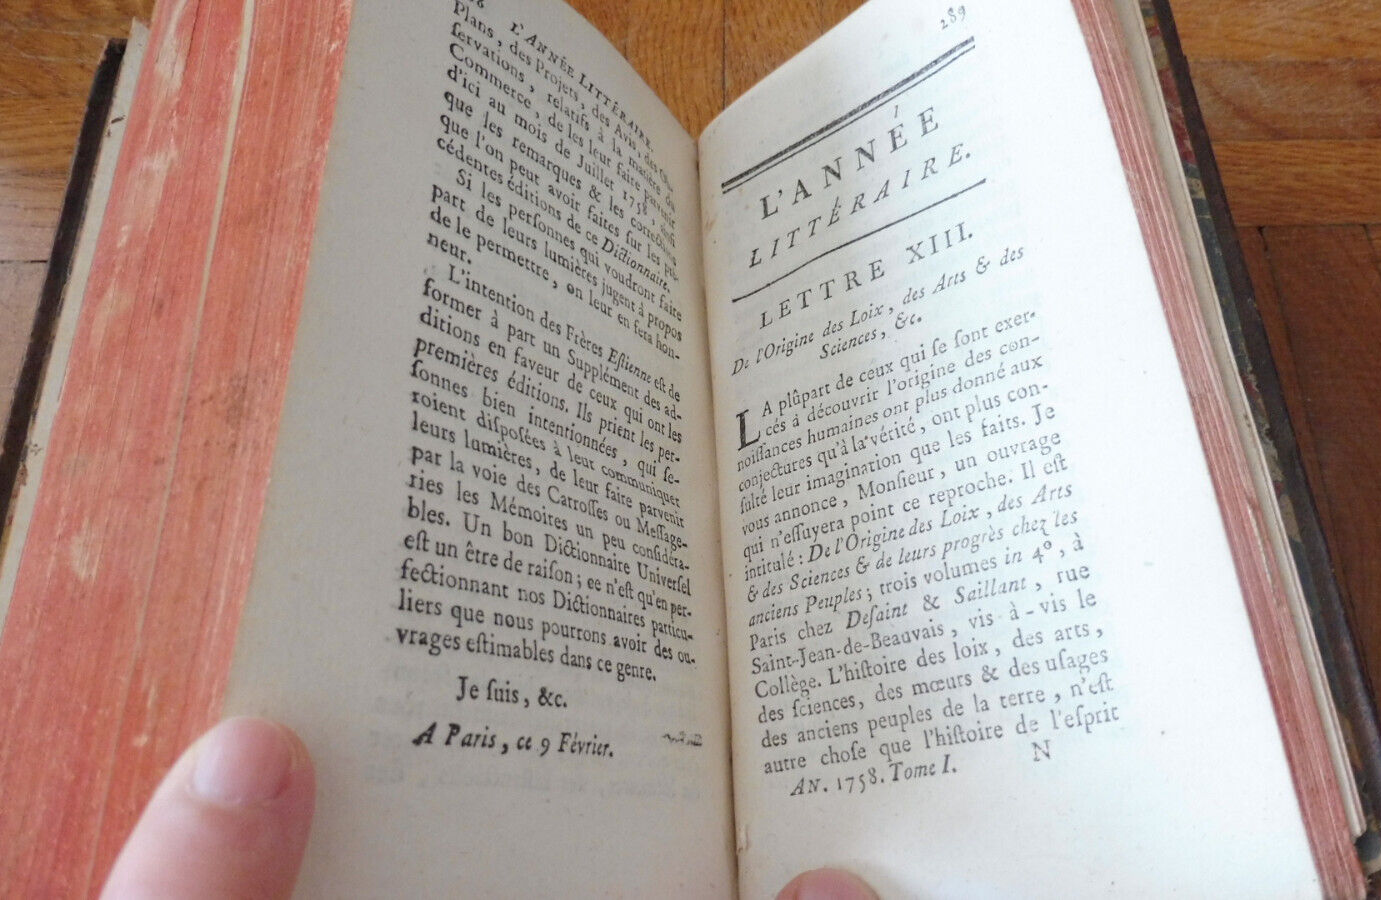 L'ANNÉE LITTÉRAIRE.
Plans, des Projets, des Avis, des Ob-
ſervations, relatifs à la matière du
Commerce, de les leur faire parvenir
d'ici au mois de Juillet 1758, ainſi
que les remarques & les corrections
que l'on peut avoir faites ſur les pré-
cédentes éditions de ce Dictionnaire.
Si les perſonnes qui voudront faire
part de leurs lumières jugent à propos
de le permettre, on leur en fera hon-
neur.
L'intention des Frères Eſtienne eſt de
former à part un Supplément des ad-
ditions en faveur de ceux qui ont les
premières éditions. Ils prient les per-
ſonnes bien intentionnées, qui ſe-
roient diſpoſées à leur communiquer
leurs lumières, de leur faire parvenir
par la voie des Carroſſes ou Meſſage-
ries les Mémoires un peu conſidéra-
bles. Un bon Dictionnaire Univerſel
eſt un être de raiſon; ce n'eſt qu'en per-
fectionnant nos Dictionnaires particu-
liers que nous pourrons avoir des ou-
vrages eſtimables dans ce genre.
Je ſuis, &c.
A Paris, ce 9 Février.
289
L'ANNÉE
LITTÉRAIRE.
LETTRE XIII.
De l'Origine des Loix, des Arts & des
Sciences, &c.
LA plûpart de ceux qui ſe ſont exer-
cés à découvrir l'origine des con-
noiſſances humaines ont plus donné aux
conjectures qu'à la vérité, ont plus con-
ſulté leur imagination que les faits. Je
vous annonce, Monſieur, un ouvrage
qui n'eſſuyera point ce reproche. Il eſt
intitulé: De l'Origine des Loix, des Arts
& des Sciences & de leurs progrès chez les
anciens Peuples; trois volumes in 4°, à
Paris chez Deſaint & Saillant, rue
Saint-Jean-de-Beauvais, vis-à-vis le
Collège. L'hiſtoire des loix, des arts,
des ſciences, des mœurs & des uſages
des anciens peuples de la terre, n'eſt
autre choſe que l'hiſtoire de l'eſprit
AN. 1758. Tome I. N